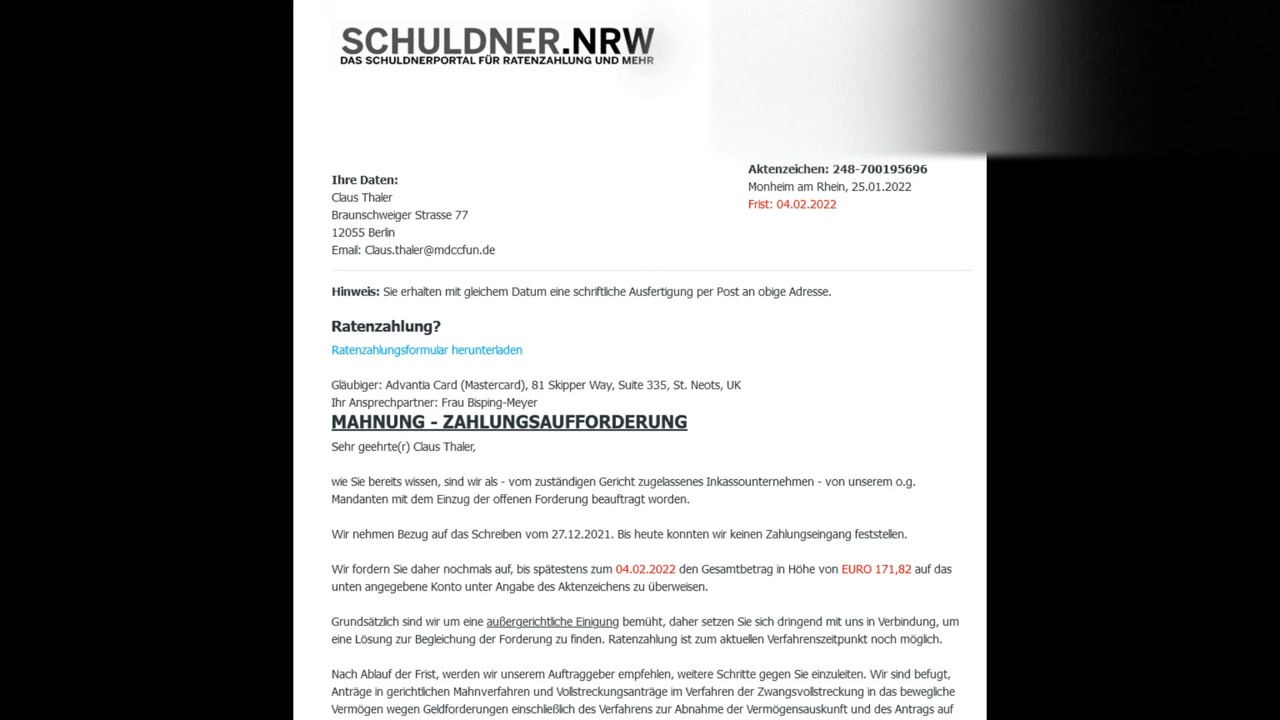 SCHULDNER.NRW
DAS SCHULDNERPORTAL FÜR RATENZAHLUNG UND MEHR
Aktenzeichen: 248-700195696
Monheim am Rhein, 25.01.2022
Frist: 04.02.2022
Ihre Daten:
Claus Thaler
Braunschweiger Strasse 77
12055 Berlin
Email: Claus.thaler@mdccfun.de
Hinweis: Sie erhalten mit gleichem Datum eine schriftliche Ausfertigung per Post an obige Adresse.
Ratenzahlung?
Ratenzahlungsformular herunterladen
Gläubiger: Advantia Card (Mastercard), 81 Skipper Way, Suite 335, St. Neots, UK
Ihr Ansprechpartner: Frau Bisping-Meyer
MAHNUNG - ZAHLUNGSAUFFORDERUNG
Sehr geehrte(r) Claus Thaler,
wie Sie bereits wissen, sind wir als - vom zuständigen Gericht zugelassenes Inkassounternehmen - von unserem o.g.
Mandanten mit dem Einzug der offenen Forderung beauftragt worden.
Wir nehmen Bezug auf das Schreiben vom 27.12.2021. Bis heute konnten wir keinen Zahlungseingang feststellen.
Wir fordern Sie daher nochmals auf, bis spätestens zum 04.02.2022 den Gesamtbetrag in Höhe von EURO 171,82 auf das
unten angegebene Konto unter Angabe des Aktenzeichens zu überweisen.
Grundsätzlich sind wir um eine außergerichtliche Einigung bemüht, daher setzen Sie sich dringend mit uns in Verbindung, um
eine Lösung zur Begleichung der Forderung zu finden. Ratenzahlung ist zum aktuellen Verfahrenszeitpunkt noch möglich.
Nach Ablauf der Frist, werden wir unserem Auftraggeber empfehlen, weitere Schritte gegen Sie einzuleiten. Wir sind befugt,
Anträge in gerichtlichen Mahnverfahren und Vollstreckungsanträge im Verfahren der Zwangsvollstreckung in das bewegliche
Vermögen wegen Geldforderungen einschließlich des Verfahrens zur Abnahme der Vermögensauskunft und des Antrags auf